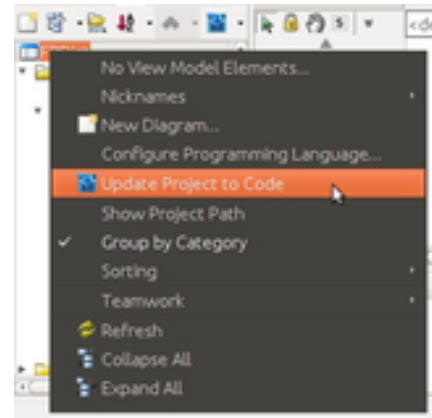 No View Model Elements...
Nicknames
New Diagram...
Configure Programming Language...
Update Project to Code
Show Project Path
Group by Category
Sorting
Teamwork
Refresh
Collapse All
Expand All